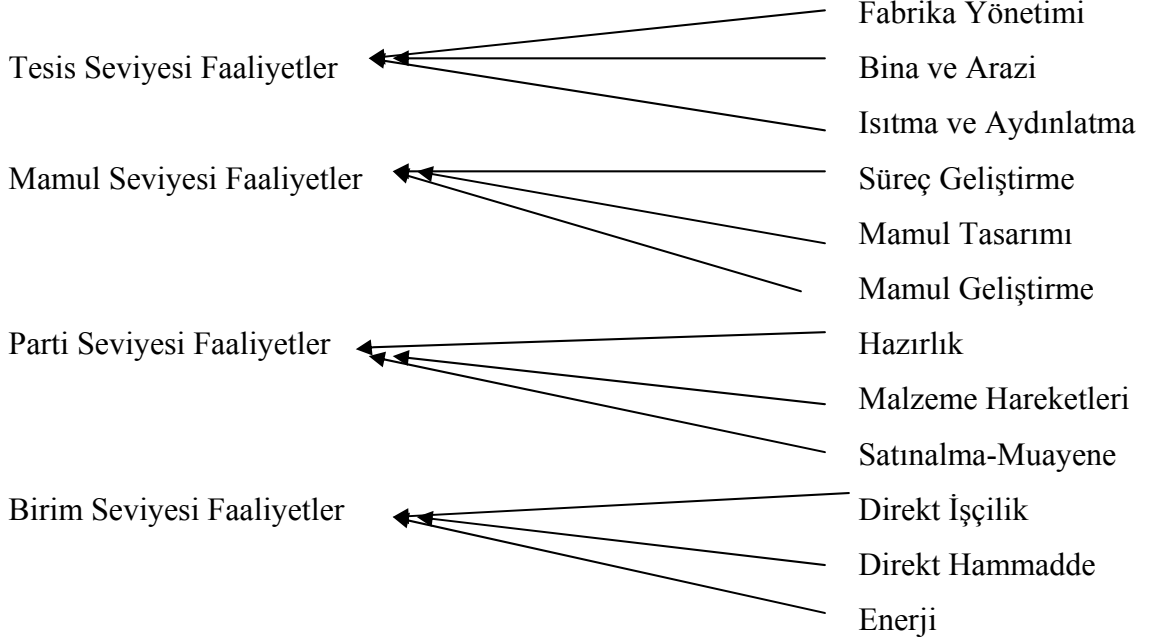 Fabrika Yönetimi
Tesis Seviyesi Faaliyetler Bina ve Arazi
Isıtma ve Aydınlatma
Mamul Seviyesi Faaliyetler Süreç Geliştirme
Mamul Tasarımı
Mamul Geliştirme
Parti Seviyesi Faaliyetler Hazırlık
Malzeme Hareketleri
Satınalma-Muayene
Birim Seviyesi Faaliyetler Direkt İşçilik
Direkt Hammadde
Enerji